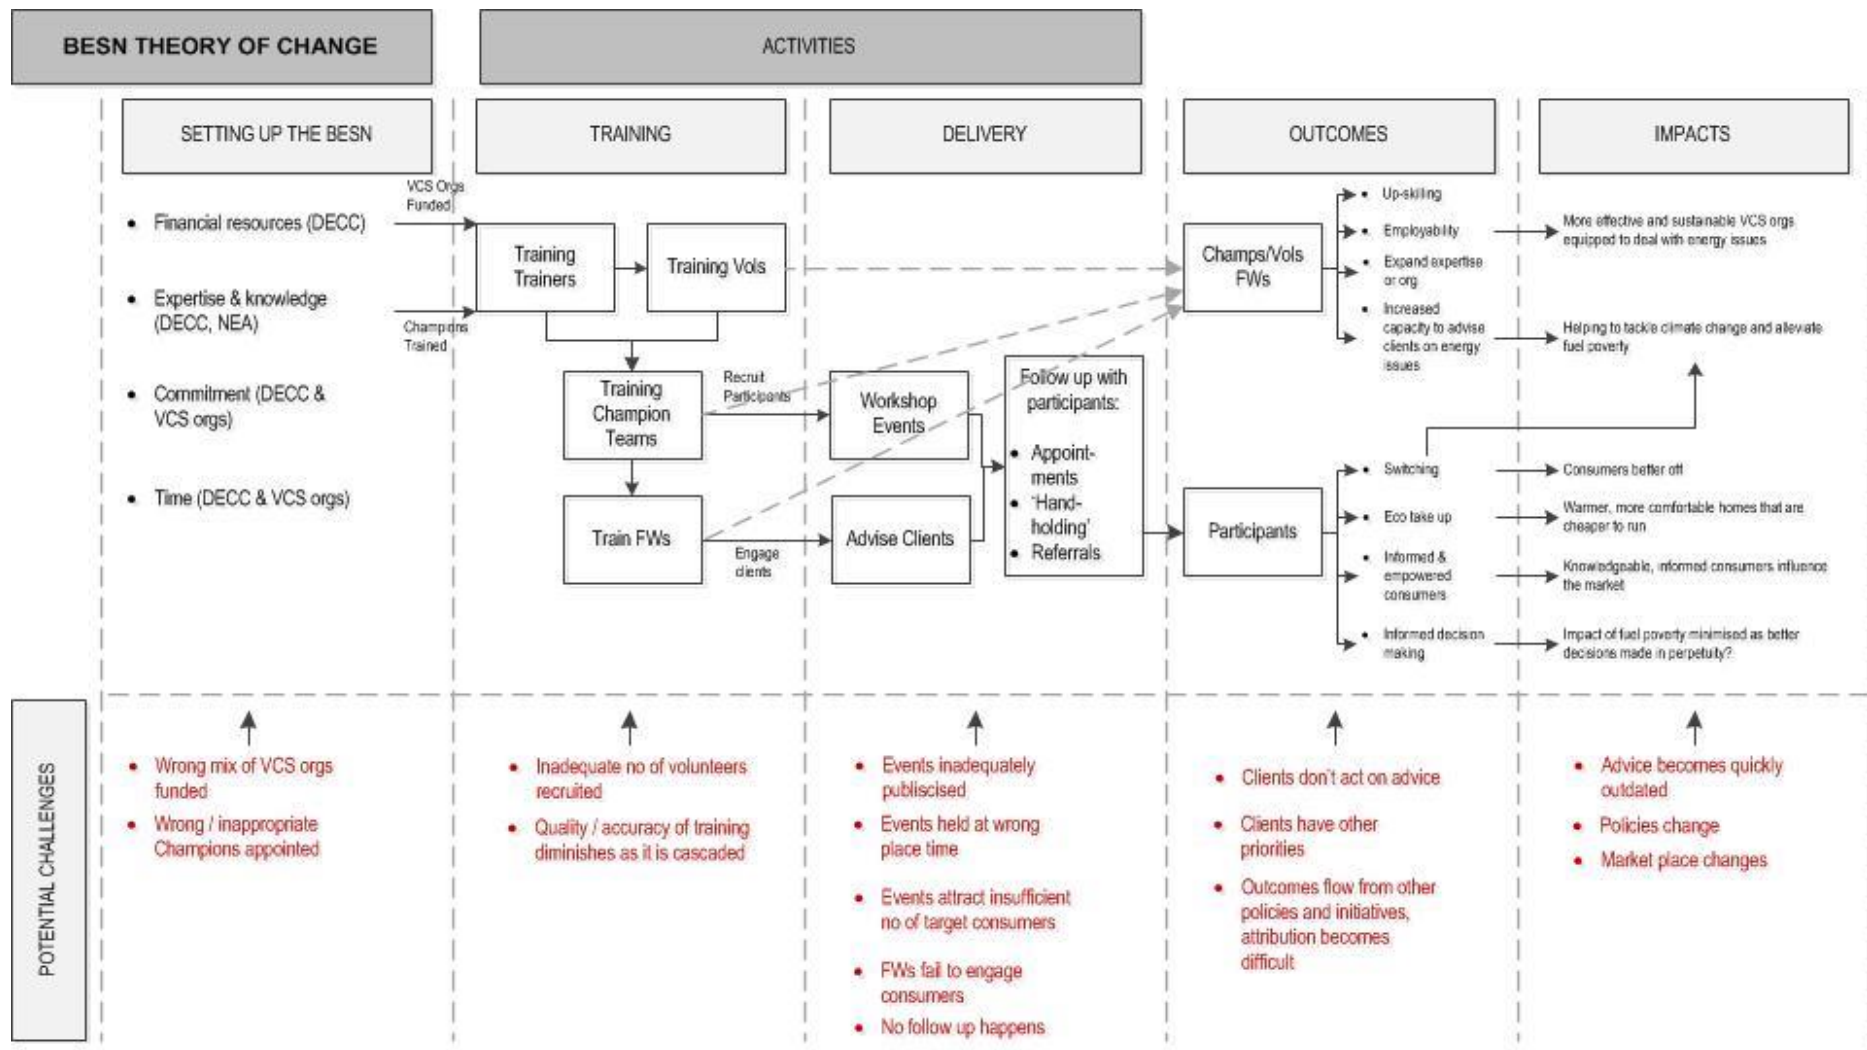 BESN THEORY OF CHANGE
ACTIVITIES
SETTING UP THE BESN
TRAINING
DELIVERY
OUTCOMES
IMPACTS
• Financial resources (DECC)
• Expertise & knowledge
(DECC, NEA)
• Commitment (DECC &
VCS orgs)
• Time (DECC & VCS orgs)
VCS Orgs
Funded
Champions
Trained
Training
Trainers
Training Vols
Training
Champion
Teams
Train FWs
Recruit
Participants
Engage
clients
Workshop
Events
Advise Clients
Follow up with
participants:
• Appoint-
ments
• ‘Hand-
holding’
• Referrals
Champs/Vols
FWs
• Up-skilling
• Employability
• Expand expertise
or org
• Increased
capacity to advise
clients on energy
issues
More effective and sustainable VCS orgs
equipped to deal with energy issues
Helping to tackle climate change and alleviate
fuel poverty
Participants
• Switching
• Eco take up
• Informed &
empowered
consumers
• Informed decision
making
Consumers better off
Warmer, more comfortable homes that are
cheaper to run
Knowledgeable, informed consumers influence
the market
Impact of fuel poverty minimised as better
decisions made in perpetuity?
POTENTIAL CHALLENGES
• Wrong mix of VCS orgs
funded
• Wrong / inappropriate
Champions appointed
• Inadequate no of volunteers
recruited
• Quality / accuracy of training
diminishes as it is cascaded
• Events inadequately
publiscised
• Events held at wrong
place time
• Events attract insufficient
no of target consumers
• FWs fail to engage
consumers
• No follow up happens
• Clients don’t act on advice
• Clients have other
priorities
• Outcomes flow from other
policies and initiatives,
attribution becomes
difficult
• Advice becomes quickly
outdated
• Policies change
• Market place changes